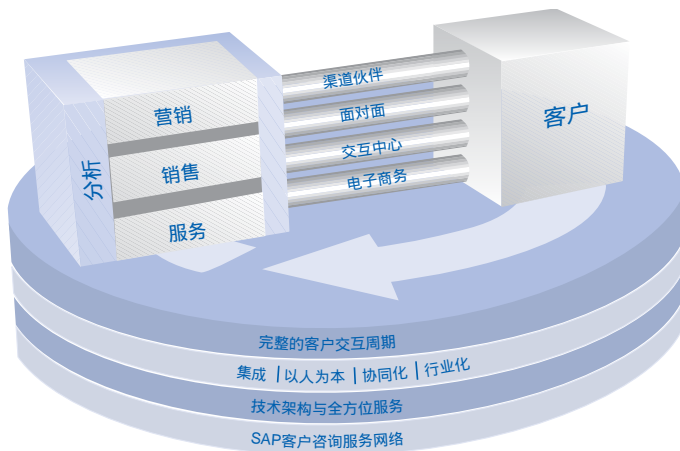 渠道伙伴
面对面
交互中心
电子商务
客户
分析
营销
销售
服务
完整的客户交互周期
集成 | 以人为本 | 协同化 | 行业化
技术架构与全方位服务
SAP客户咨询服务网络